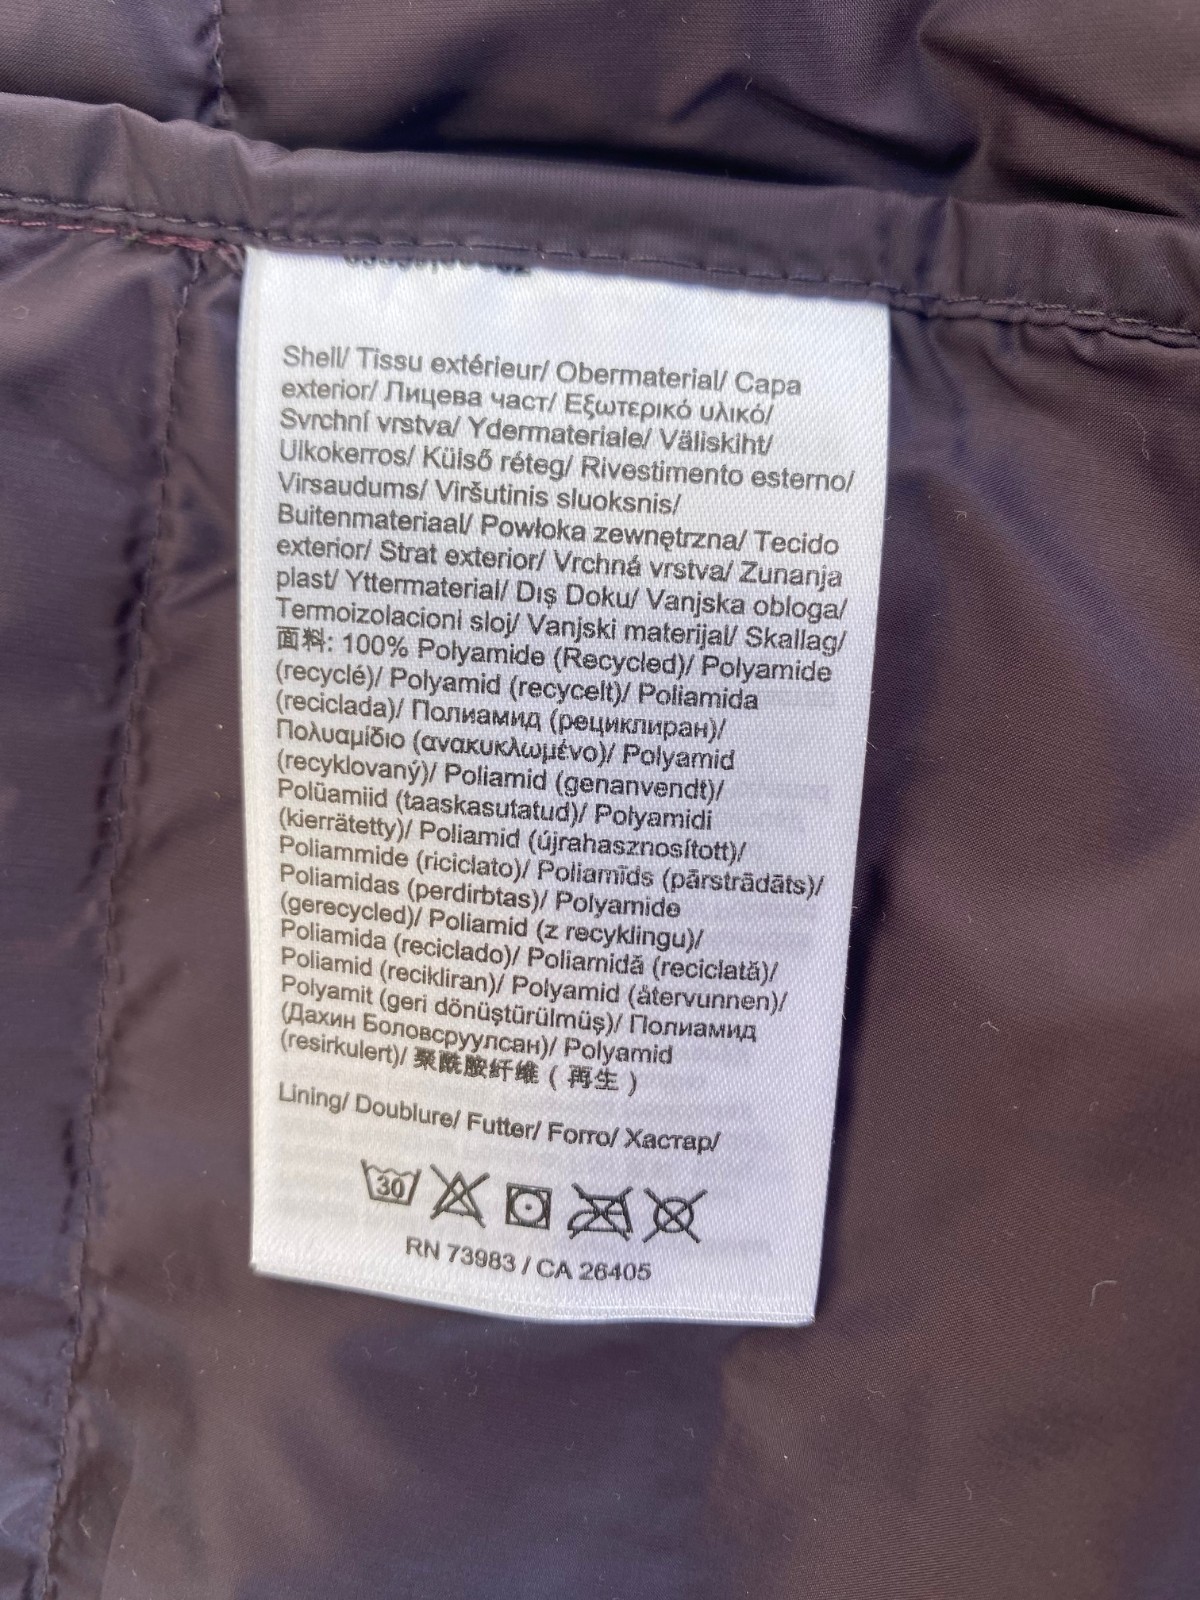 Shell/ Tissu extérieur/ Obermaterial/ Capa
exterior/ Лицева част/ Εξωτερικό υλικό/
Svrchní vrstva/ Ydermateriale/ Väliskiht/
Ulkokerros/ Külső réteg/ Rivestimento esterno/
Virsaudums/ Viršutinis sluoksnis/
Buitenmateriaal/ Powłoka zewnętrzna/ Tecido
exterior/ Strat exterior/ Vrchná vrstva/ Zunanja
plast/ Yttermaterial/ Dış Doku/ Vanjska obloga/
Termoizolacioni sloj/ Vanjski materijal/ Skallag/
面料: 100% Polyamide (Recycled)/ Polyamide
(recyclé)/ Polyamid (recycelt)/ Poliamida
(reciclada)/ Полиамид (рециклиран)/
Πολυαμίδιο (ανακυκλωμένο)/ Polyamid
(recyklovaný)/ Poliamid (genanvendt)/
Polüamiid (taaskasutatud)/ Polyamidi
(kierrätetty)/ Poliamid (újrahasznosított)/
Poliammide (riciclato)/ Poliamīds (pārstrādāts)/
Poliamidas (perdirbtas)/ Polyamide
(gerecycled)/ Poliamid (z recyklingu)/
Poliamida (reciclado)/ Poliamidă (reciclată)/
Poliamid (recikliran)/ Polyamid (återvunnen)/
Polyamit (geri dönüştürülmüş)/ Полиамид
(Дахин Боловсруулсан)/ Polyamid
(resirkulert)/ 聚酰胺纤维 ( 再生 )
Lining/ Doublure/ Futter/ Forro/ Хастар/
30
RN 73983 / CA 26405